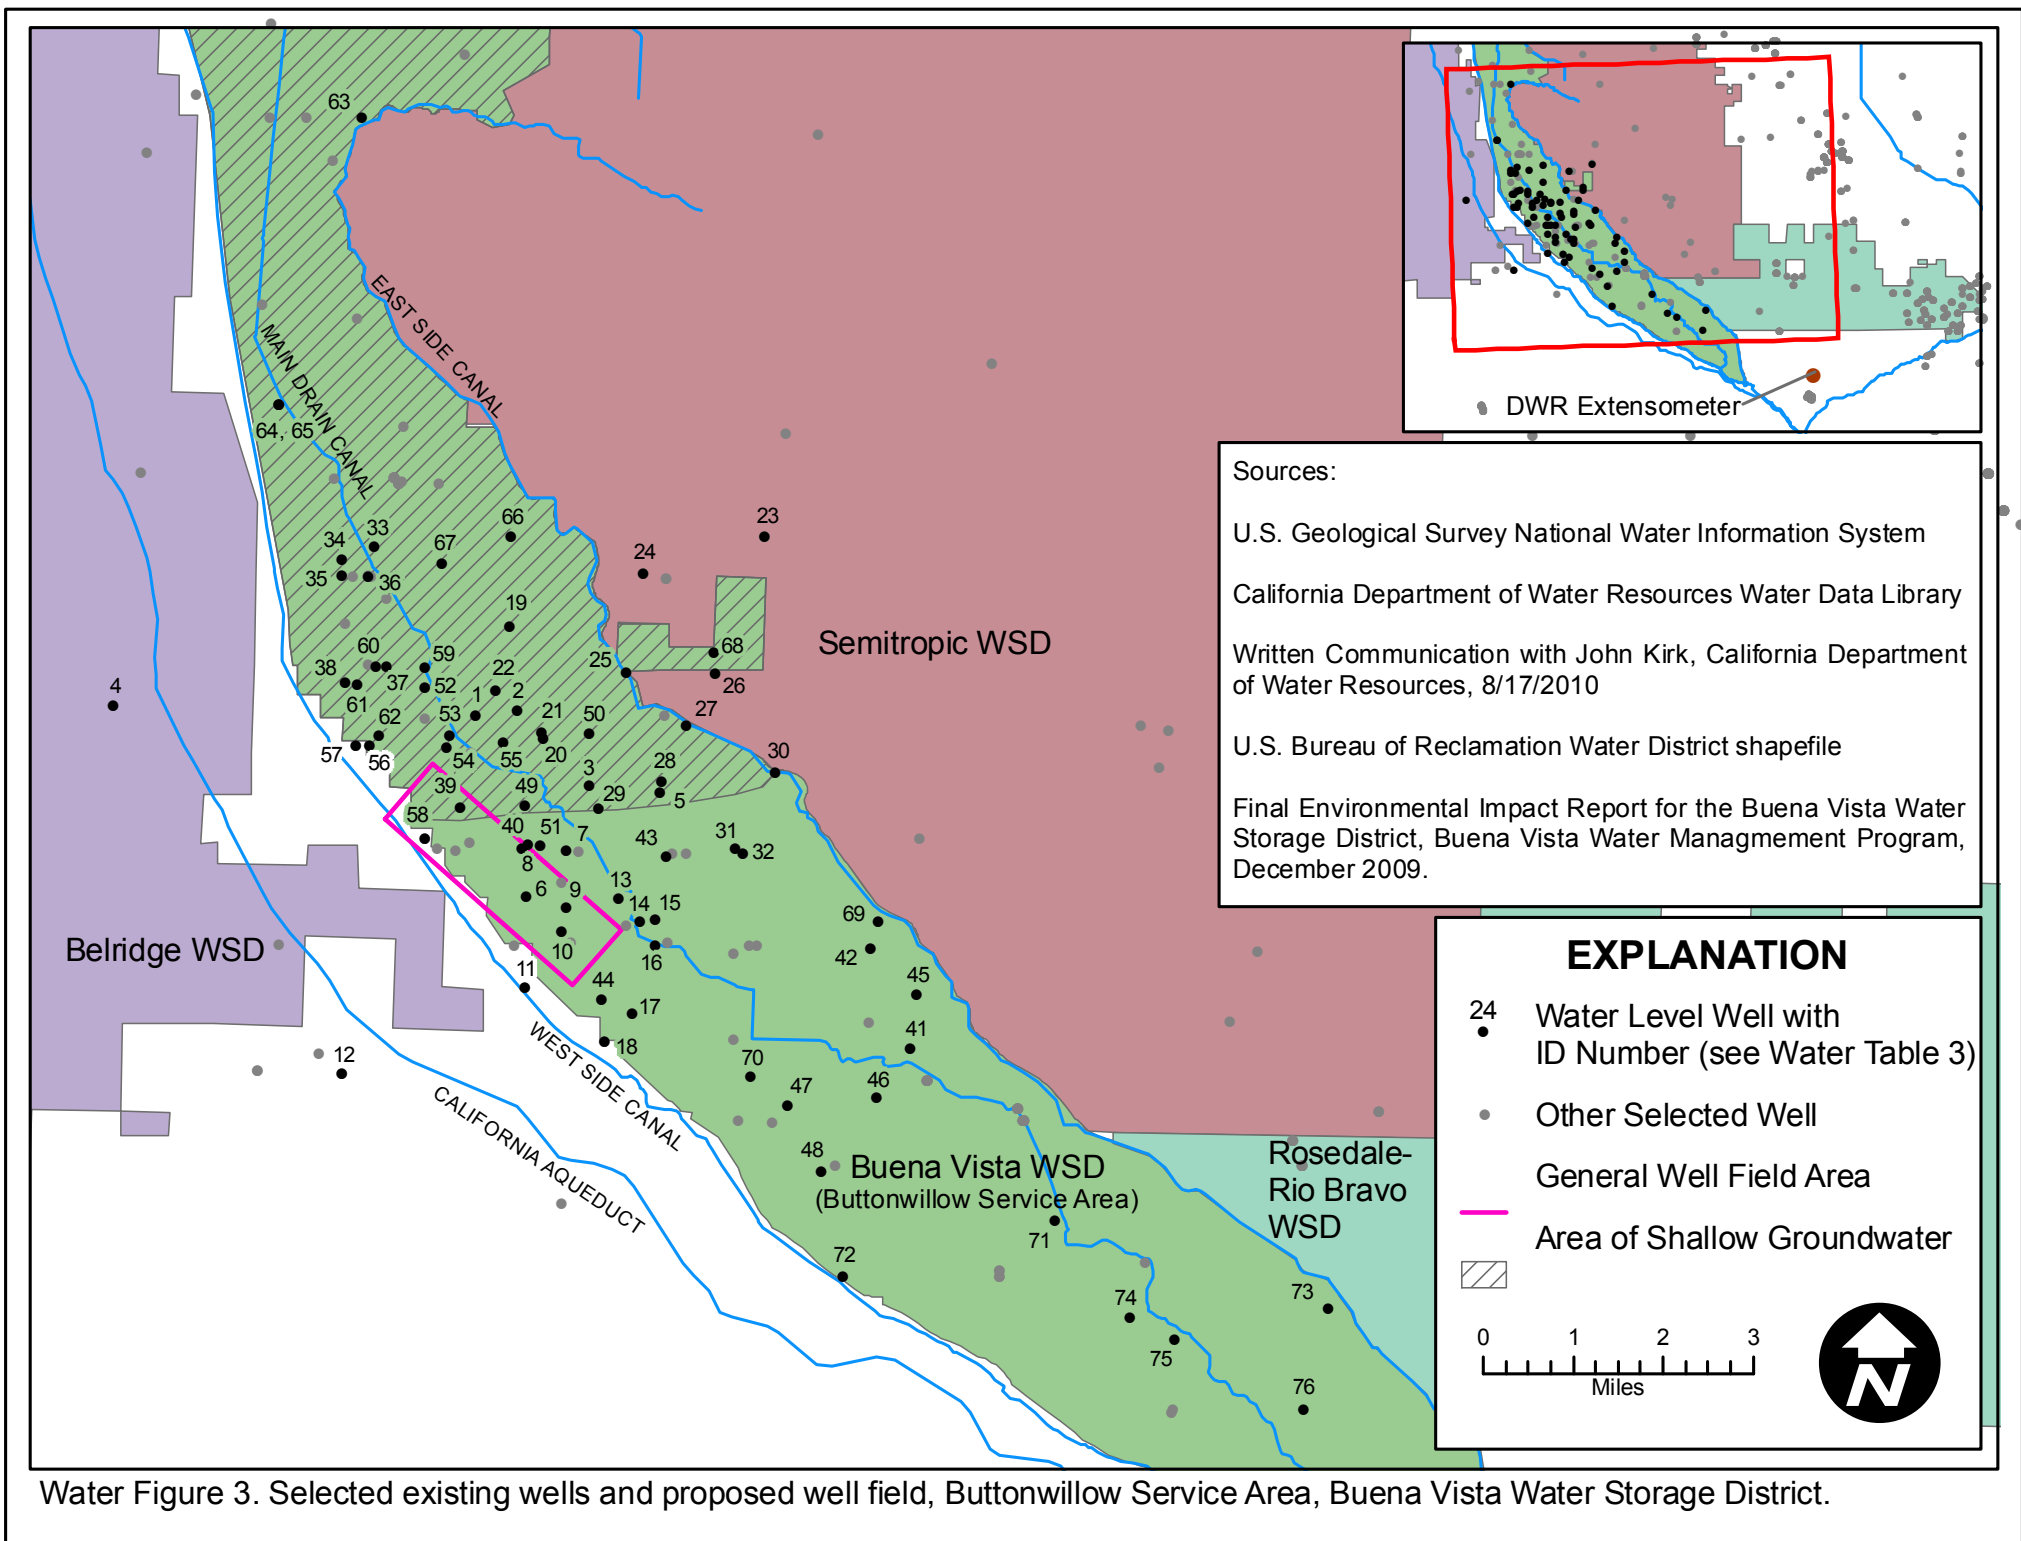 63
EAST SIDE CANAL
MAIN DRAIN CANAL
64, 65
DWR Extensometer
Sources:
U.S. Geological Survey National Water Information System
California Department of Water Resources Water Data Library
Written Communication with John Kirk, California Department
of Water Resources, 8/17/2010
U.S. Bureau of Reclamation Water District shapefile
Final Environmental Impact Report for the Buena Vista Water
Storage District, Buena Vista Water Managmement Program,
December 2009.
66
23
33
34
67
24
35
36
19
Semitropic WSD
60
59
25
68
38
37
22
26
4
52
1
2
61
62
53
21
50
27
57
56
54
55
20
30
39
49
3
28
29
5
58
40
51
7
43
31
32
8
6
9
13
14
15
69
Belridge WSD
10
16
42
11
44
17
45
18
41
WEST SIDE CANAL
12
70
47
46
CALIFORNIA AQUEDUCT
48
Buena Vista WSD
(Buttonwillow Service Area)
Rosedale-
Rio Bravo
WSD
71
72
73
74
75
76
EXPLANATION
24
Water Level Well with
ID Number (see Water Table 3)
Other Selected Well
General Well Field Area
Area of Shallow Groundwater
0 1 2 3
Miles
N
Water Figure 3. Selected existing wells and proposed well field, Buttonwillow Service Area, Buena Vista Water Storage District.